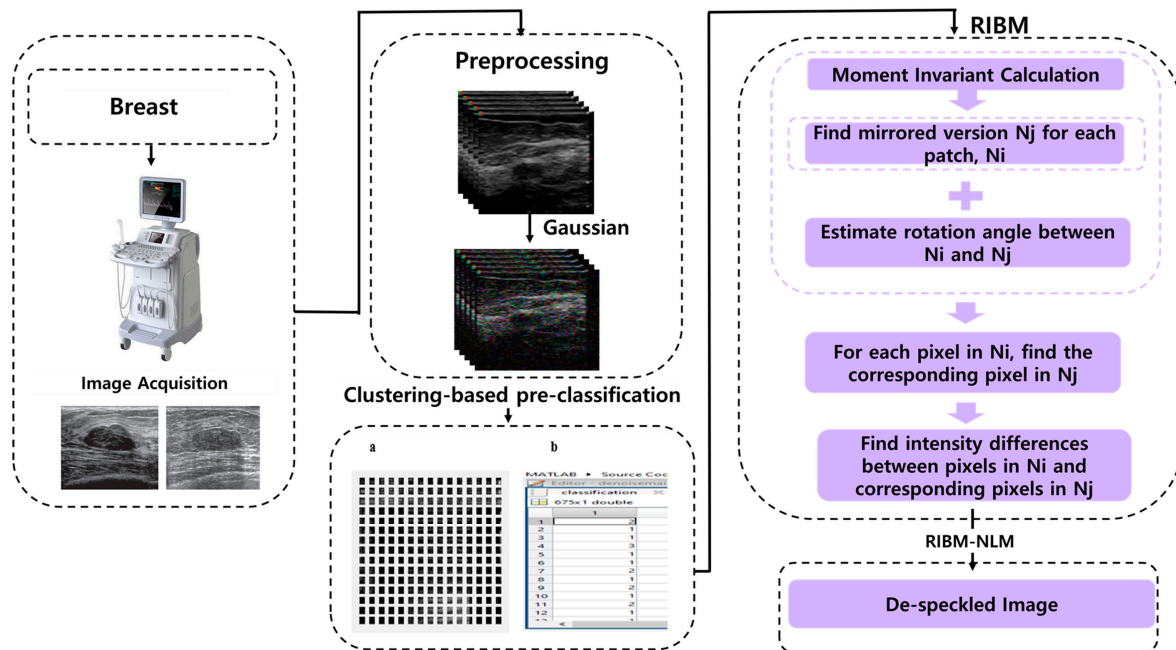 Breast
Image Acquisition
Preprocessing
Gaussian
Clustering-based pre-classification
a
b
MATLAB ▸ Source Coo
Editor - denoisemai
classification
675x1 double
1
1 2
2 1
3 1
4 3
5 1
6 1
7 2
8 1
9 2
10 1
11 2
12 1
RIBM
Moment Invariant Calculation
Find mirrored version Nj for each
patch, Ni
Estimate rotation angle between
Ni and Nj
For each pixel in Ni, find the
corresponding pixel in Nj
Find intensity differences
between pixels in Ni and
corresponding pixels in Nj
RIBM-NLM
De-speckled Image